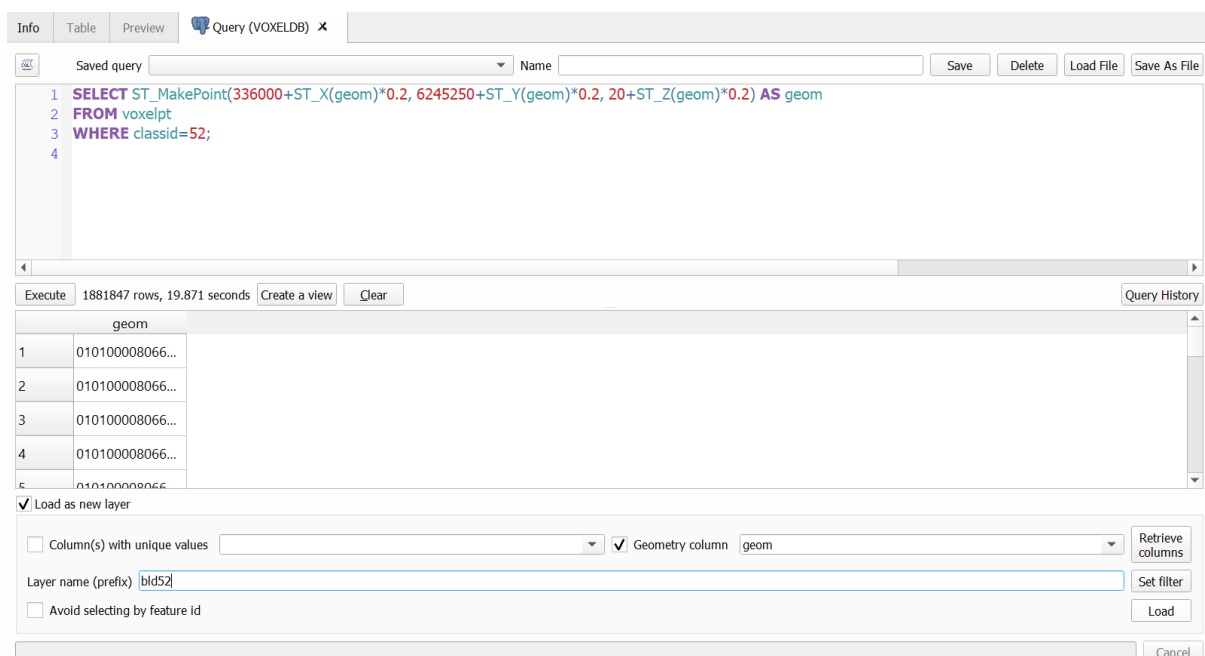 Info Table Preview Query (VOXELDB) X
Saved query Name Save Delete Load File Save As File
1 SELECT ST_MakePoint(336000+ST_X(geom)*0.2, 6245250+ST_Y(geom)*0.2, 20+ST_Z(geom)*0.2) AS geom
2 FROM voxelpt
3 WHERE classid=52;
4
Execute 1881847 rows, 19.871 seconds Create a view Clear Query History
geom
1 010100008066...
2 010100008066...
3 010100008066...
4 010100008066...
5 010100008066
Load as new layer
Column(s) with unique values Geometry column geom Retrieve columns
Layer name (prefix) bld52 Set filter
Avoid selecting by feature id Load
Cancel